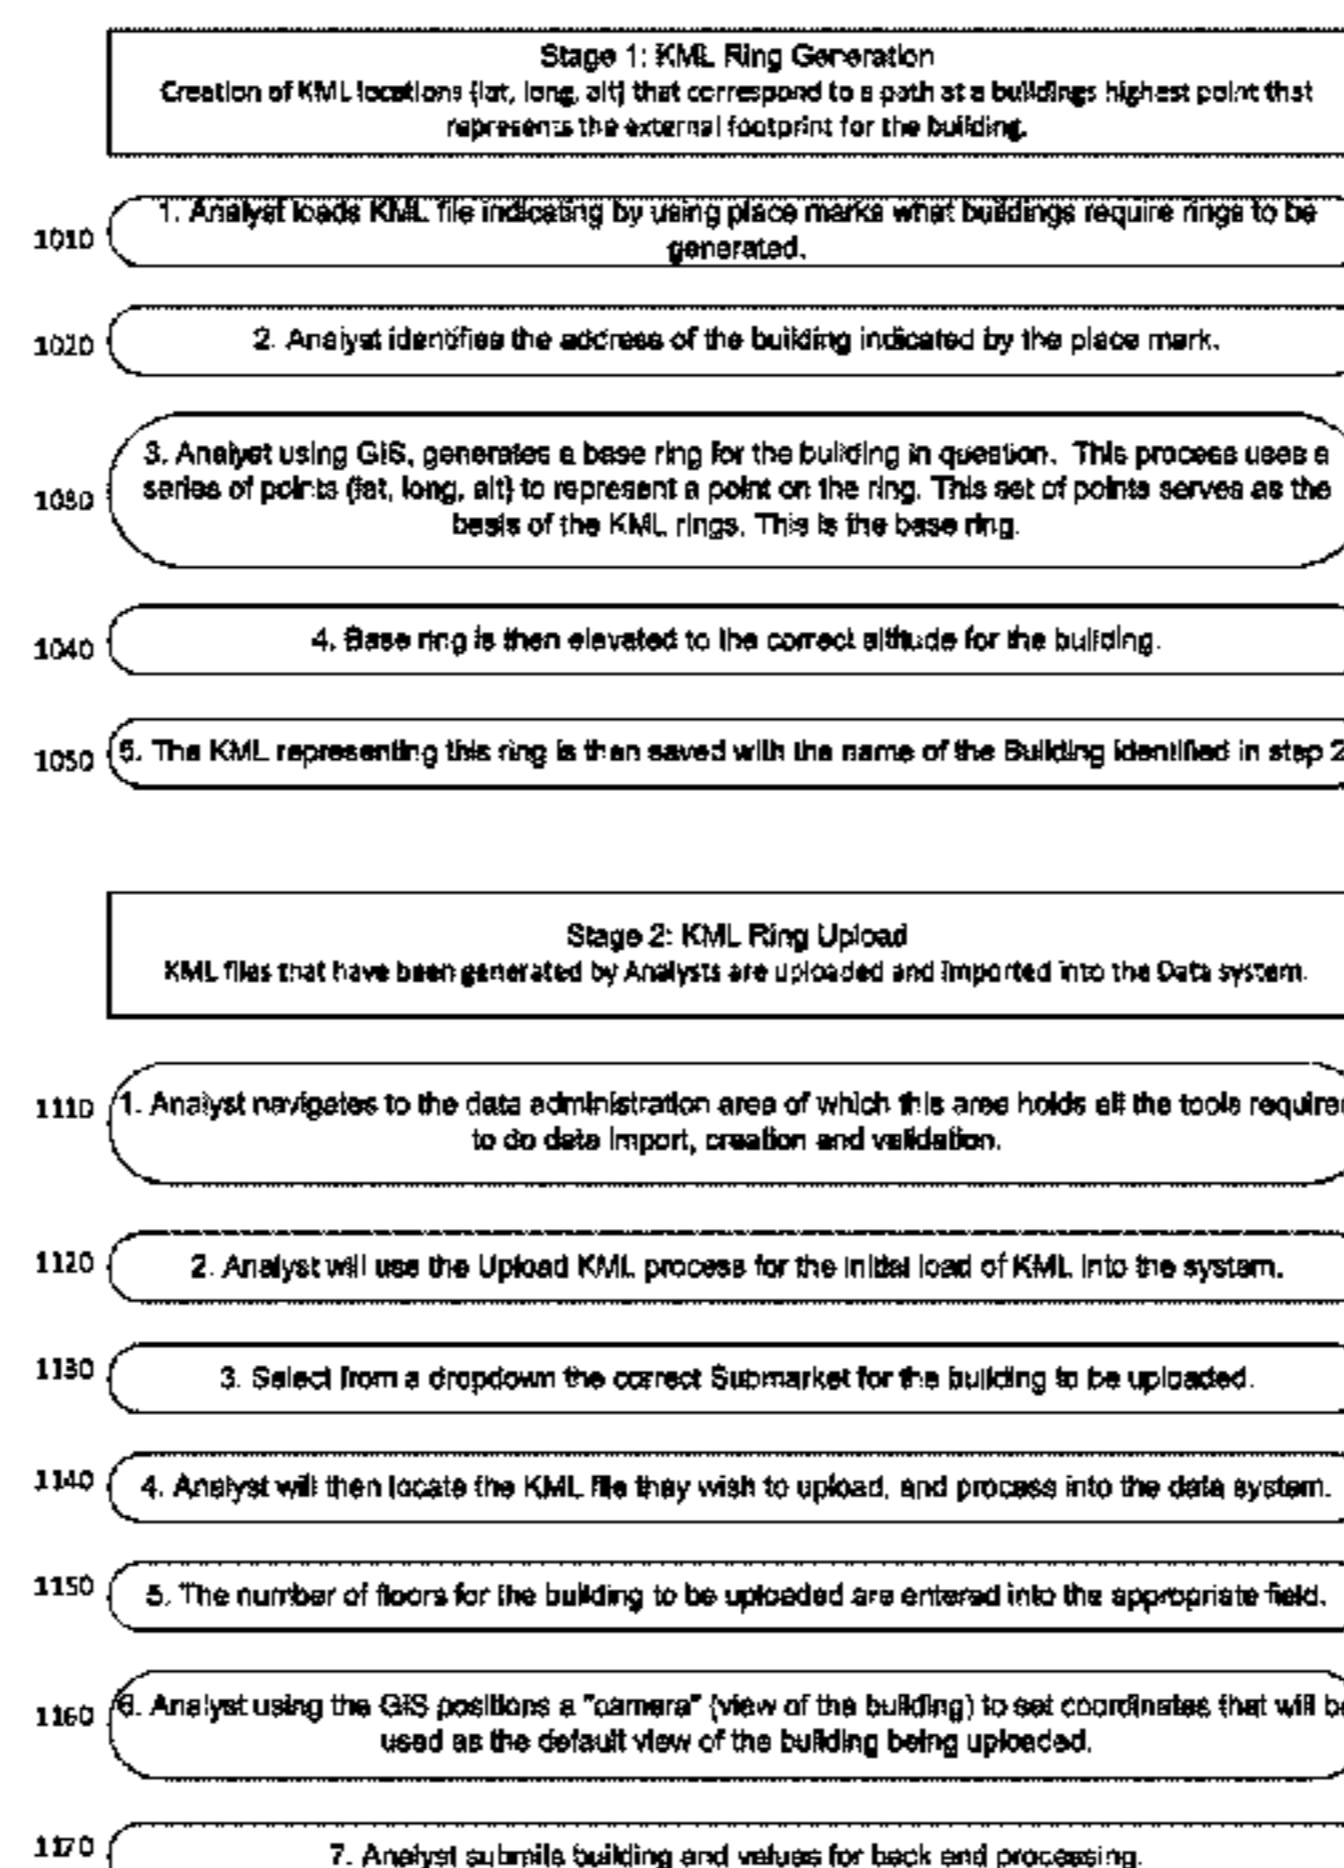 Stage 1: KML Ring Generation
Creation of KML locations (lat, long, alt) that correspond to a path at a buildings highest point that
represents the external footprint for the building.
1010
1. Analyst loads KML file indicating by using place marks what buildings require rings to be
generated.
1020
2. Analyst identifies the address of the building indicated by the place mark.
1030
3. Analyst using GIS, generates a base ring for the building in question. This process uses a
series of points (lat, long, alt) to represent a point on the ring. This set of points serves as the
basis of the KML rings. This is the base ring.
1040
4. Base ring is then elevated to the correct altitude for the building.
1050
5. The KML representing this ring is then saved with the name of the Building identified in step 2
Stage 2: KML Ring Upload
KML files that have been generated by Analysts are uploaded and imported into the Data system.
1110
1. Analyst navigates to the data administration area of which this area holds all the tools require
to do data import, creation and validation.
1120
2. Analyst will use the Upload KML process for the initial load of KML into the system.
1130
3. Select from a dropdown the correct Submarket for the building to be uploaded.
1140
4. Analyst will then locate the KML file they wish to upload, and process into the data system.
1150
5. The number of floors for the building to be uploaded are entered into the appropriate field.
1160
6. Analyst using the GIS positions a "camera" (view of the building) to set coordinates that will be
used as the default view of the building being uploaded.
1170
7. Analyst submits building and values for back end processing.